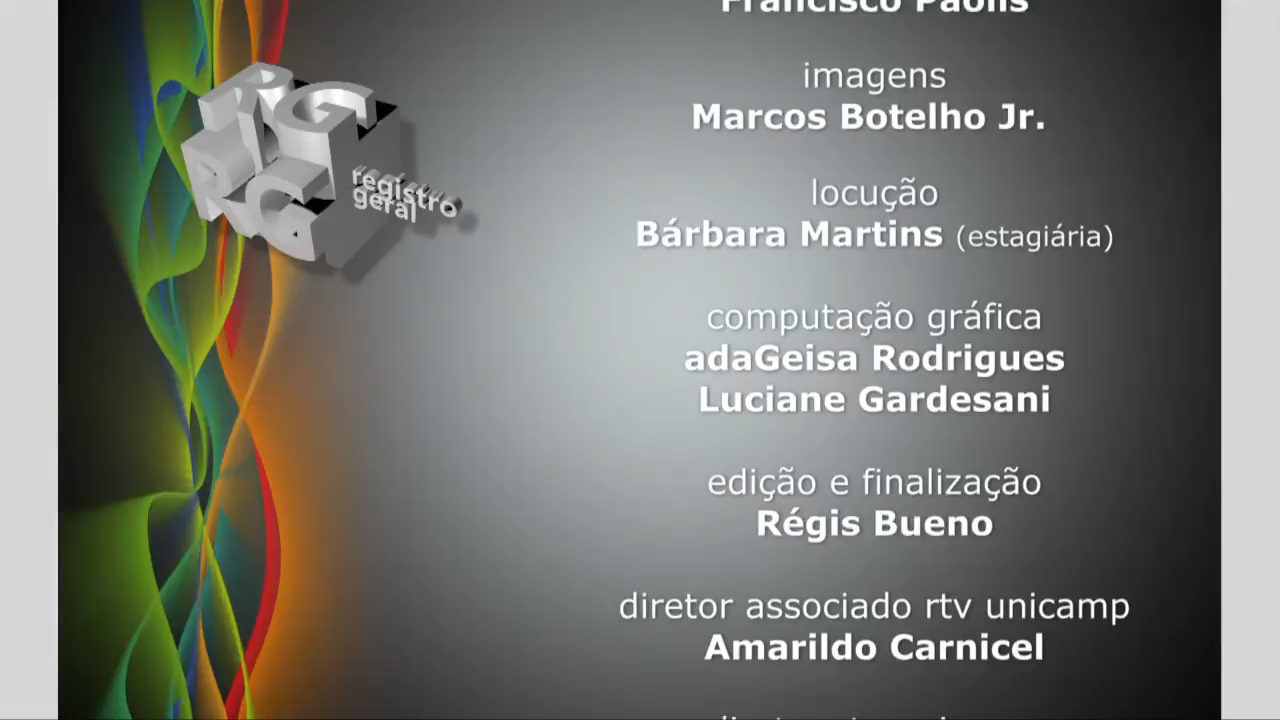 Francisco Paolis
imagens
Marcos Botelho Jr.
locução
Bárbara Martins (estagiária)
computação gráfica
adaGeisa Rodrigues
Luciane Gardesani
edição e finalização
Régis Bueno
diretor associado rtv unicamp
Amarildo Carnicel
RG
RG
registro
geral